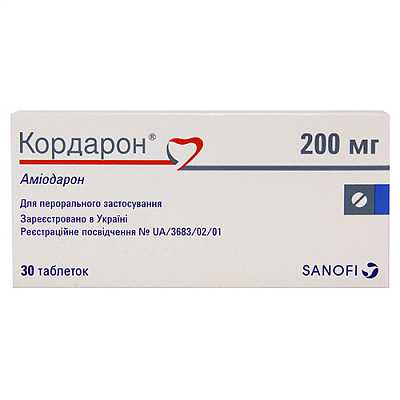 Кордарон®
200 мг
Аміодарон
Для перорального застосування
Зареєстровано в Україні
Реєстраційне посвідчення № UA/3683/02/01
30 таблеток
SANOFI